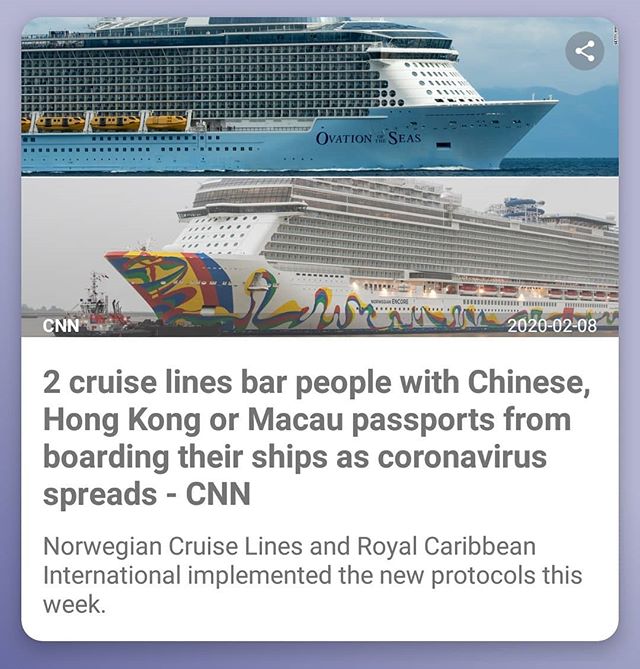 OVATION OF THE SEAS
NORWEGIAN ENCORE
CNN
2020-02-08
2 cruise lines bar people with Chinese,
Hong Kong or Macau passports from
boarding their ships as coronavirus
spreads - CNN
Norwegian Cruise Lines and Royal Caribbean
International implemented the new protocols this
week.